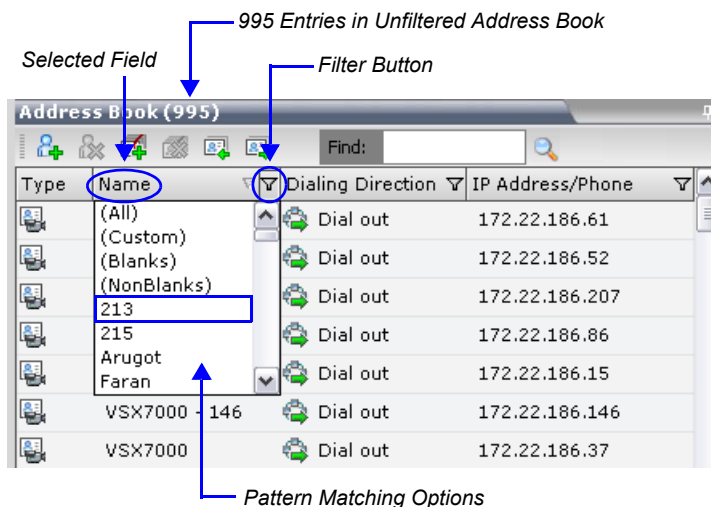 995 Entries in Unfiltered Address Book
Selected Field
Filter Button
Address Book (995)
Find:
Type Name Dialing Direction IP Address/Phone
(All)
(Custom)
(Blanks)
(NonBlanks)
213
215
Arugot
Faran
Dial out 172.22.186.61
Dial out 172.22.186.52
Dial out 172.22.186.207
Dial out 172.22.186.86
Dial out 172.22.186.15
VSX7000 - 146 Dial out 172.22.186.146
VSX7000 Dial out 172.22.186.37
Pattern Matching Options